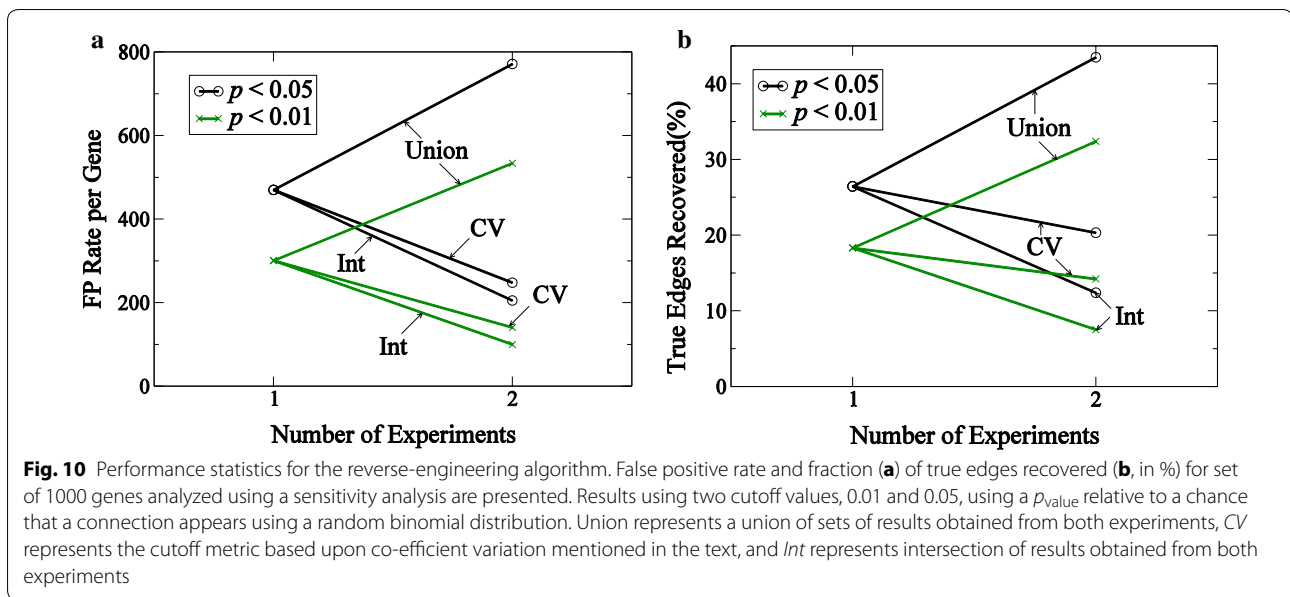 a
800
600
400
200
0
FP Rate per Gene
p < 0.05
p < 0.01
Union
CV
Int
CV
Int
1
2
Number of Experiments
b
40
30
20
10
0
True Edges Recovered(%)
p < 0.05
p < 0.01
Union
CV
Int
1
2
Number of Experiments
Fig. 10 Performance statistics for the reverse-engineering algorithm. False positive rate and fraction (a) of true edges recovered (b, in %) for set
of 1000 genes analyzed using a sensitivity analysis are presented. Results using two cutoff values, 0.01 and 0.05, using a pvalue relative to a chance
that a connection appears using a random binomial distribution. Union represents a union of sets of results obtained from both experiments, CV
represents the cutoff metric based upon co-efficient variation mentioned in the text, and Int represents intersection of results obtained from both
experiments